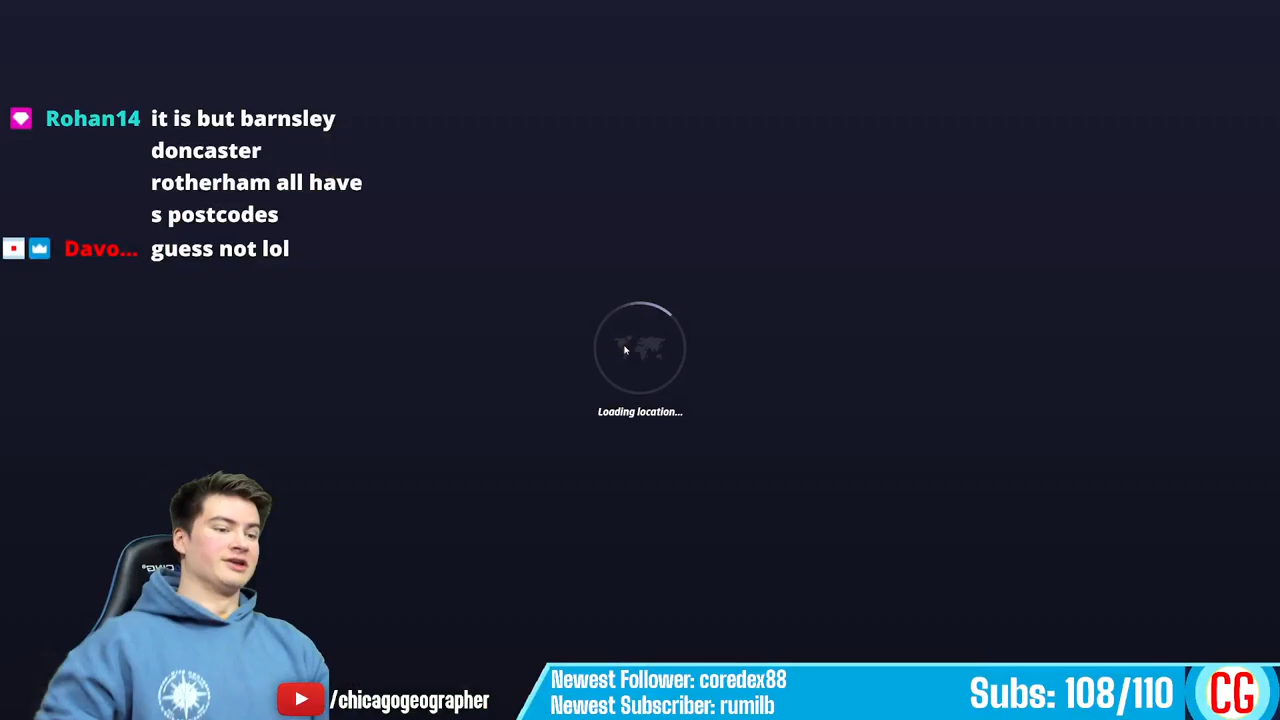 Rohan14 it is but barnsley
doncaster
rotherham all have
s postcodes
Davo... guess not lol
Loading location...
/chicagogeographer
Newest Follower: coredex88
Newest Subscriber: rumilb
Subs: 108/110
CG